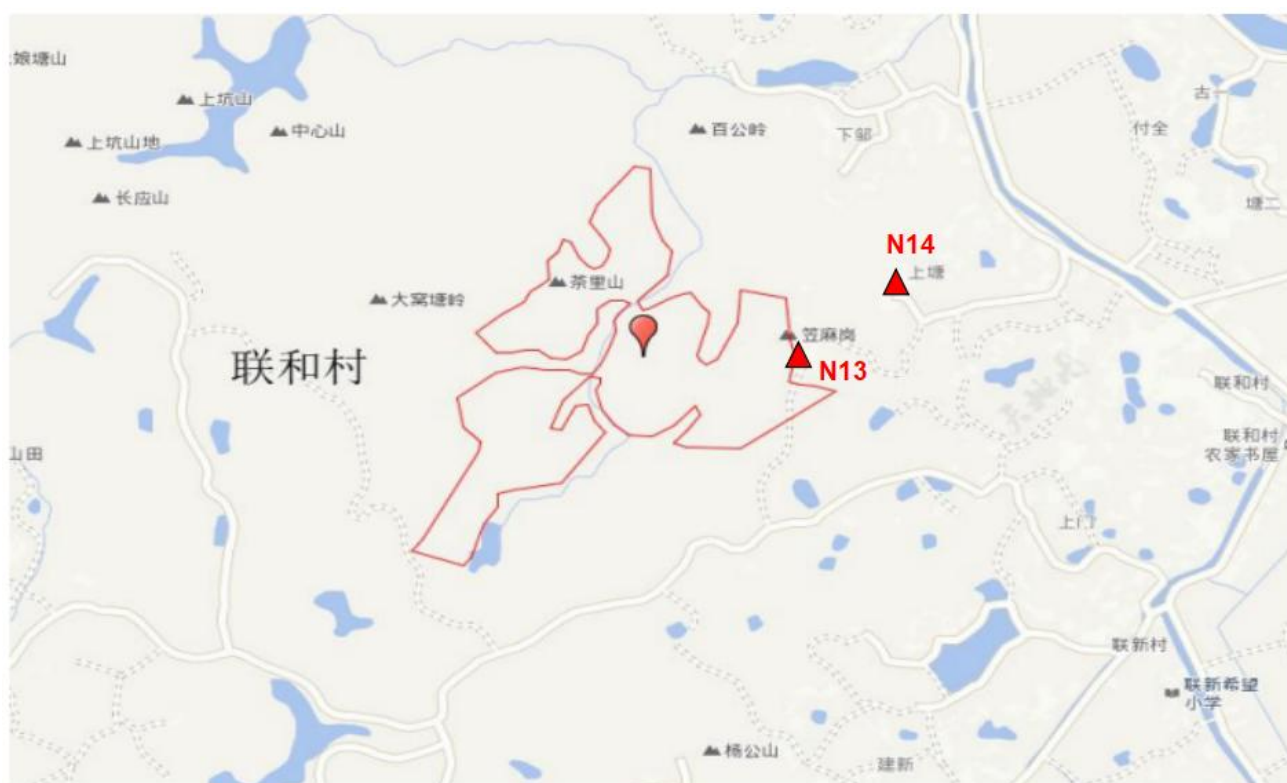 娘塘山
上坑山
中心山
上坑山地
长应山
百公岭
下邹
付全
古一
塘二
N14
上塘
茶里山
大窝塘岭
笠麻岗
N13
联和村
联和村
联和村
农家书屋
山田
上门
联新村
联新希望
小学
杨公山
建新